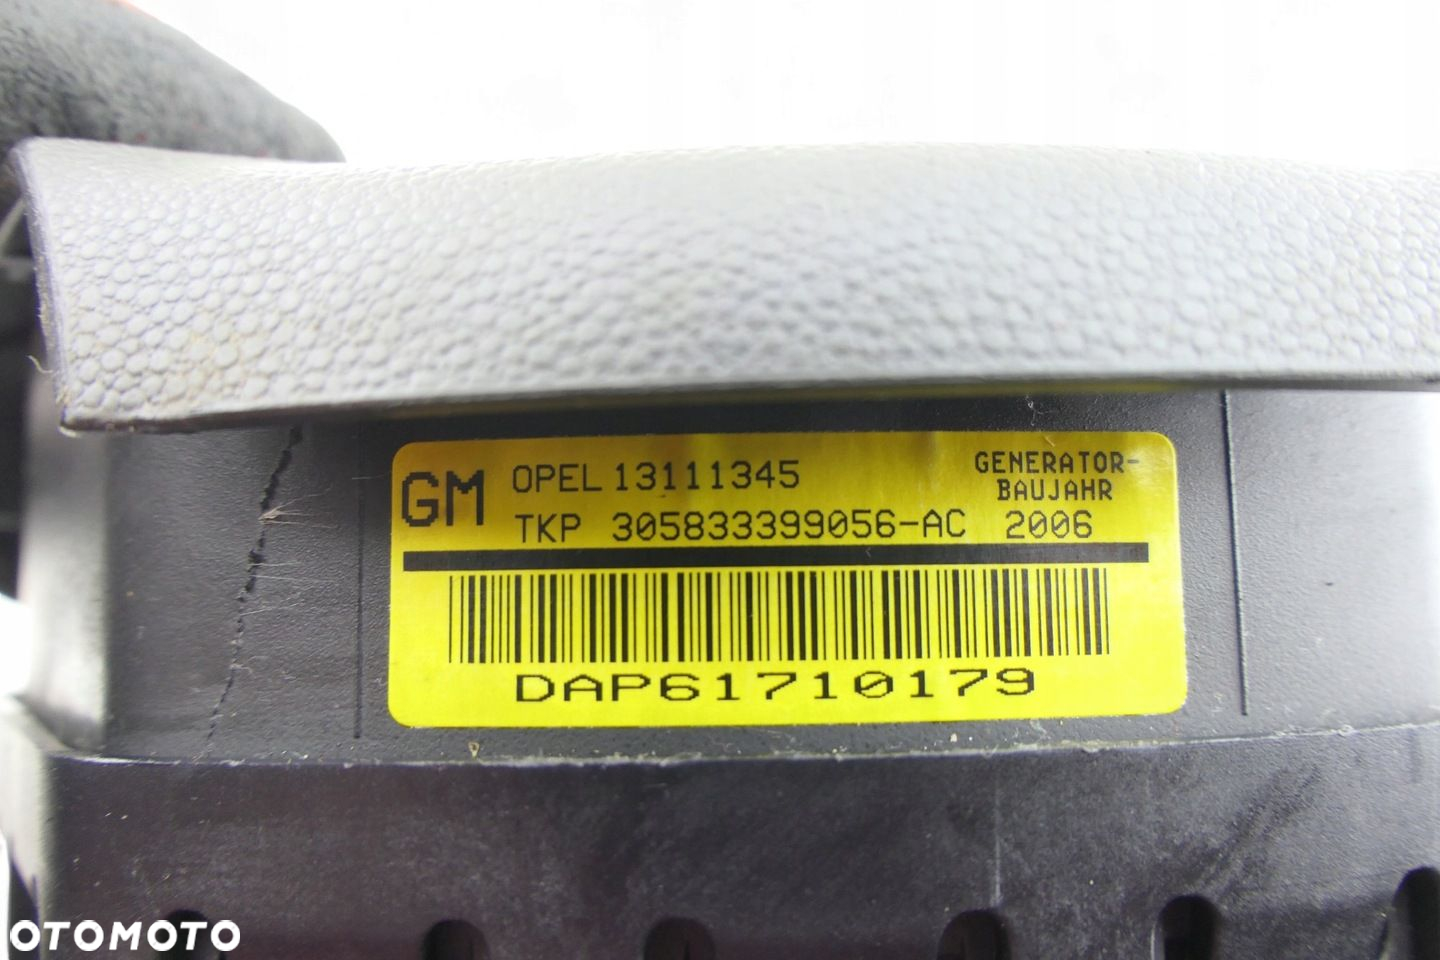 GM OPEL 13111345 GENERATOR-
BAUJAHR
TKP 305833399056-AC 2006
DAP61710179
OTOMOTO